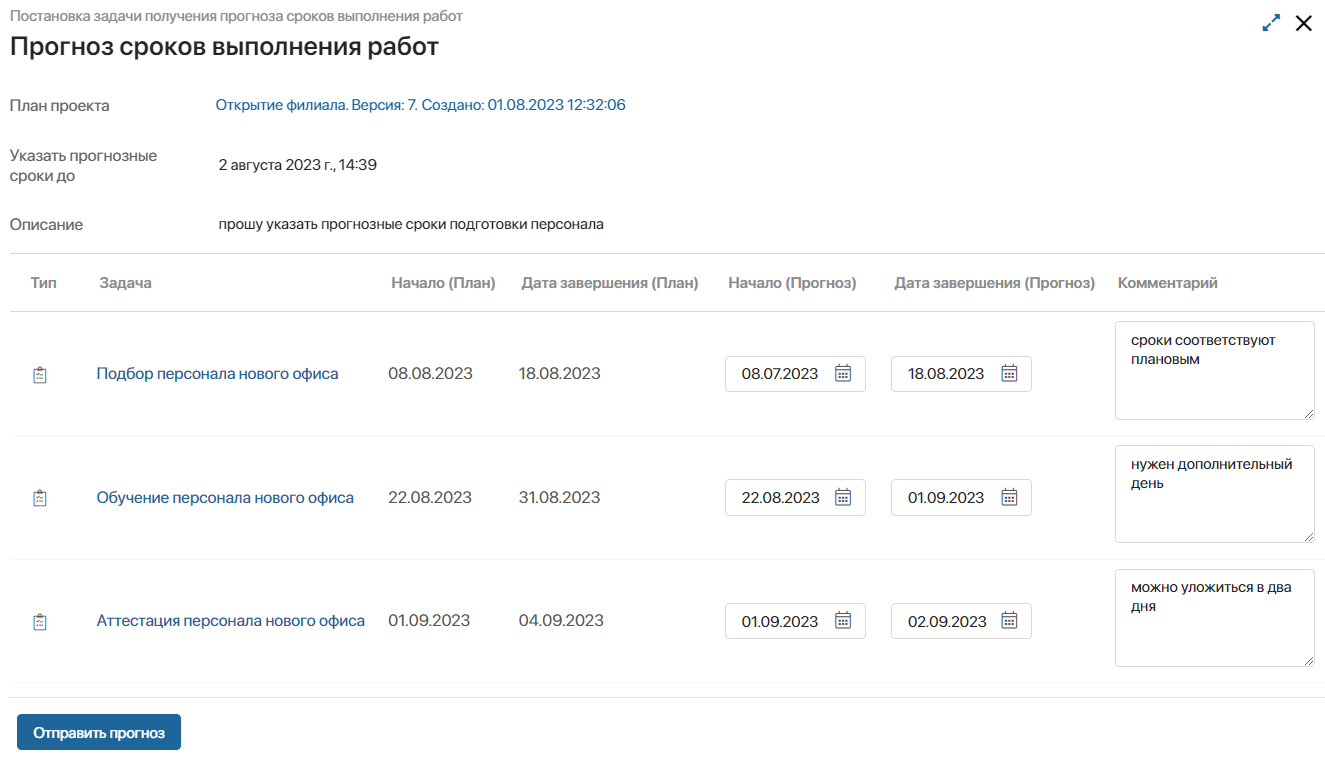 Постановка задачи получения прогноза сроков выполнения работ
Прогноз сроков выполнения работ
План проекта
Открытие филиала. Версия: 7. Создано: 01.08.2023 12:32:06
Указать прогнозные
сроки до
2 августа 2023 г., 14:39
Описание
прошу указать прогнозные сроки подготовки персонала
Тип Задача Начало (План) Дата завершения (План) Начало (Прогноз) Дата завершения (Прогноз) Комментарий
Подбор персонала нового офиса 08.08.2023 18.08.2023 08.07.2023 18.08.2023
сроки соответствуют
плановым
Обучение персонала нового офиса 22.08.2023 31.08.2023 22.08.2023 01.09.2023
нужен дополнительный
день
Аттестация персонала нового офиса 01.09.2023 04.09.2023 01.09.2023 02.09.2023
можно уложиться в два
дня
Отправить прогноз